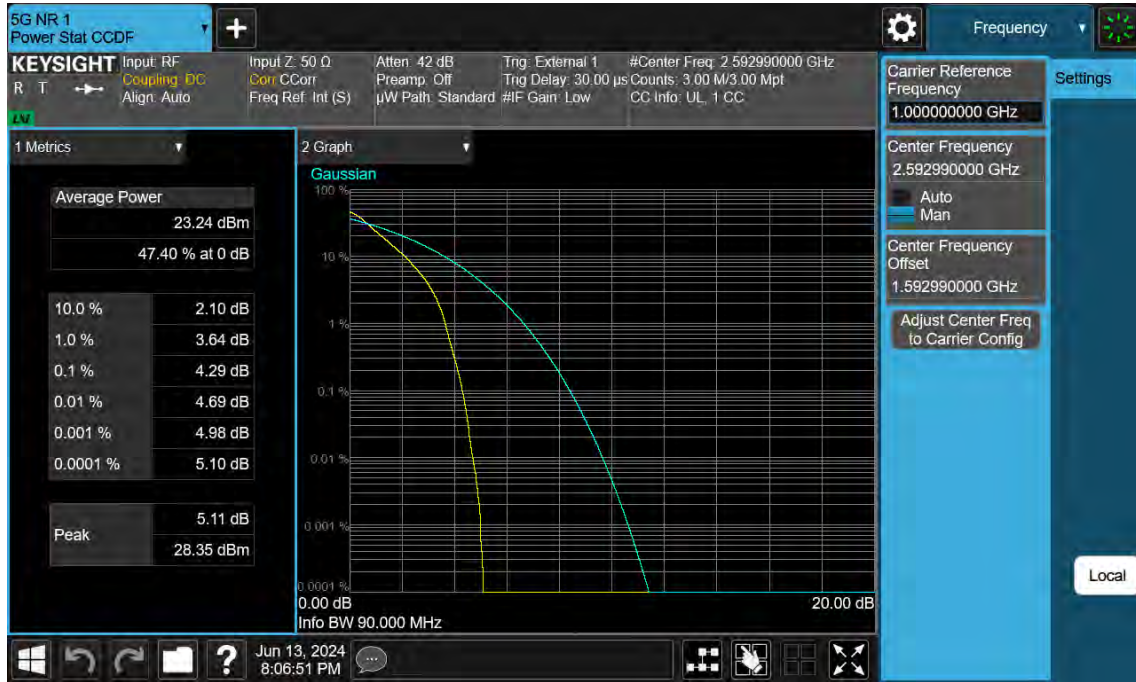 5G NR 1
Power Stat CCDF
Frequency
KEYSIGHT
R T
LXI
Input: RF
Coupling: DC
Align: Auto
Input Z: 50 Ω
Corr CCorr
Freq Ref: Int (S)
Atten: 42 dB
Preamp: Off
µW Path: Standard
Trig: External 1
Trig Delay: 30.00 µs
#IF Gain: Low
#Center Freq: 2.592990000 GHz
Counts: 3.00 M/3.00 Mpt
CC Info: UL, 1 CC
1 Metrics
Average Power
23.24 dBm
47.40 % at 0 dB
10.0 % 2.10 dB
1.0 % 3.64 dB
0.1 % 4.29 dB
0.01 % 4.69 dB
0.001 % 4.98 dB
0.0001 % 5.10 dB
Peak
5.11 dB
28.35 dBm
2 Graph
Gaussian
100 %
10 %
1 %
0.1 %
0.01 %
0.001 %
0.0001 %
0.00 dB
20.00 dB
Info BW 90.000 MHz
Carrier Reference
Frequency
1.000000000 GHz
Center Frequency
2.592990000 GHz
Auto
Man
Center Frequency
Offset
1.592990000 GHz
Adjust Center Freq
to Carrier Config
Settings
Local
?
Jun 13, 2024
8:06:51 PM